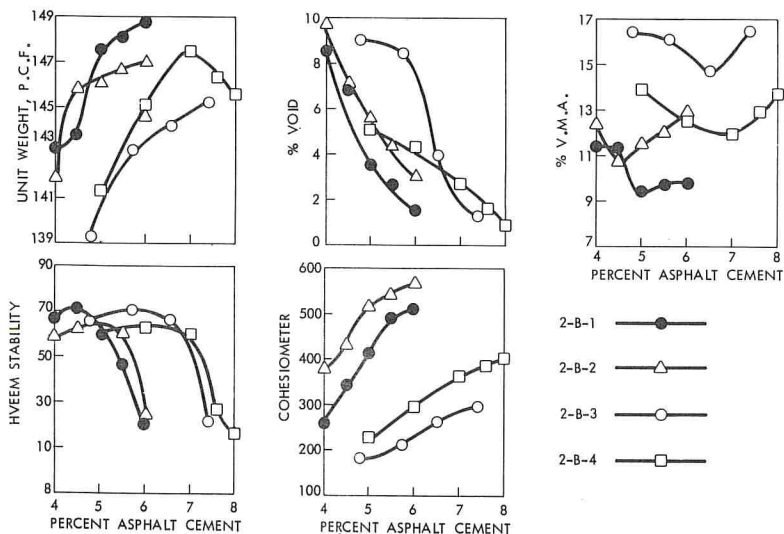 UNIT WEIGHT, P.C.F.
149
147
145
143
141
139
% VOID
10
8
6
4
2
0
% V.M.A.
17
15
13
11
9
7
4 5 6 7 8
PERCENT ASPHALT CEMENT
HVEEM STABILITY
90
70
50
30
10
8
4 5 6 7 8
PERCENT ASPHALT CEMENT
COHESIOMETER
600
500
400
300
200
100
4 5 6 7 8
PERCENT ASPHALT CEMENT
2-B-1
2-B-2
2-B-3
2-B-4